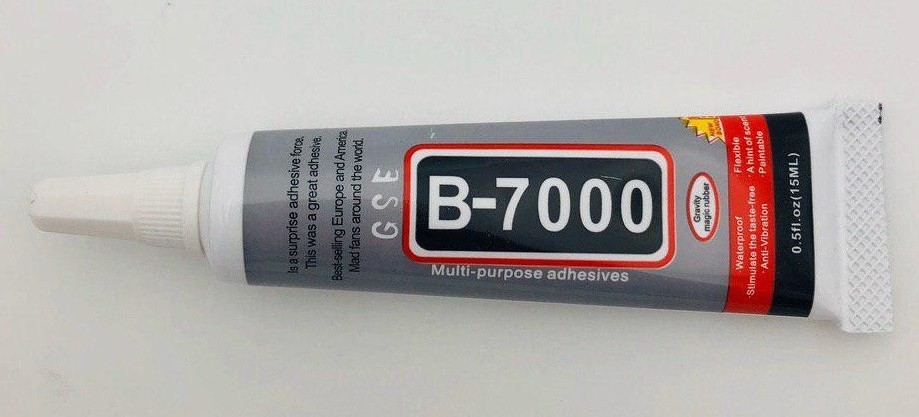 Is a surprise adhesive force.
This was a great adhesive.
Best-selling Europe and America
Mad fans around the world.
GSE
B-7000
Multi-purpose adhesives
Gravity
magic rubber
NEW
Waterproof
·Stimulate the taste-free
·Anti-Vibration
·Flexible
·A hint of scent
·Paintable
0.5fl.oz(15ML)